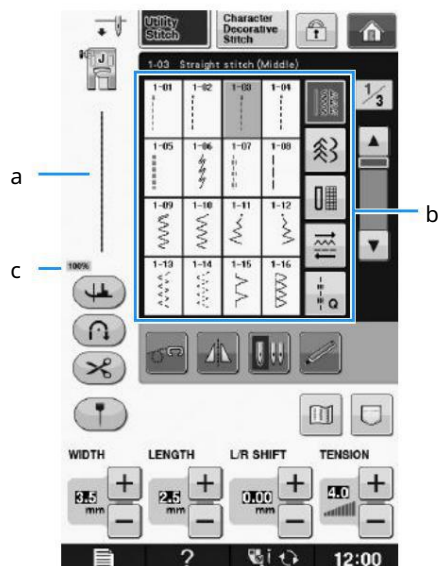 Utility Stitch
Character Decorative Stitch
J
1-03 Straight stitch (Middle)
1-01 1-02 1-03 1-04
1/3
1-05 1-06 1-07 1-08
a
b
1-09 1-10 1-11 1-12
c
100%
1-13 1-14 1-15 1-16
Q
WIDTH LENGTH L/R SHIFT TENSION
3.5 mm + −
2.5 mm + −
0.00 mm + −
4.0 + −
? i 12:00